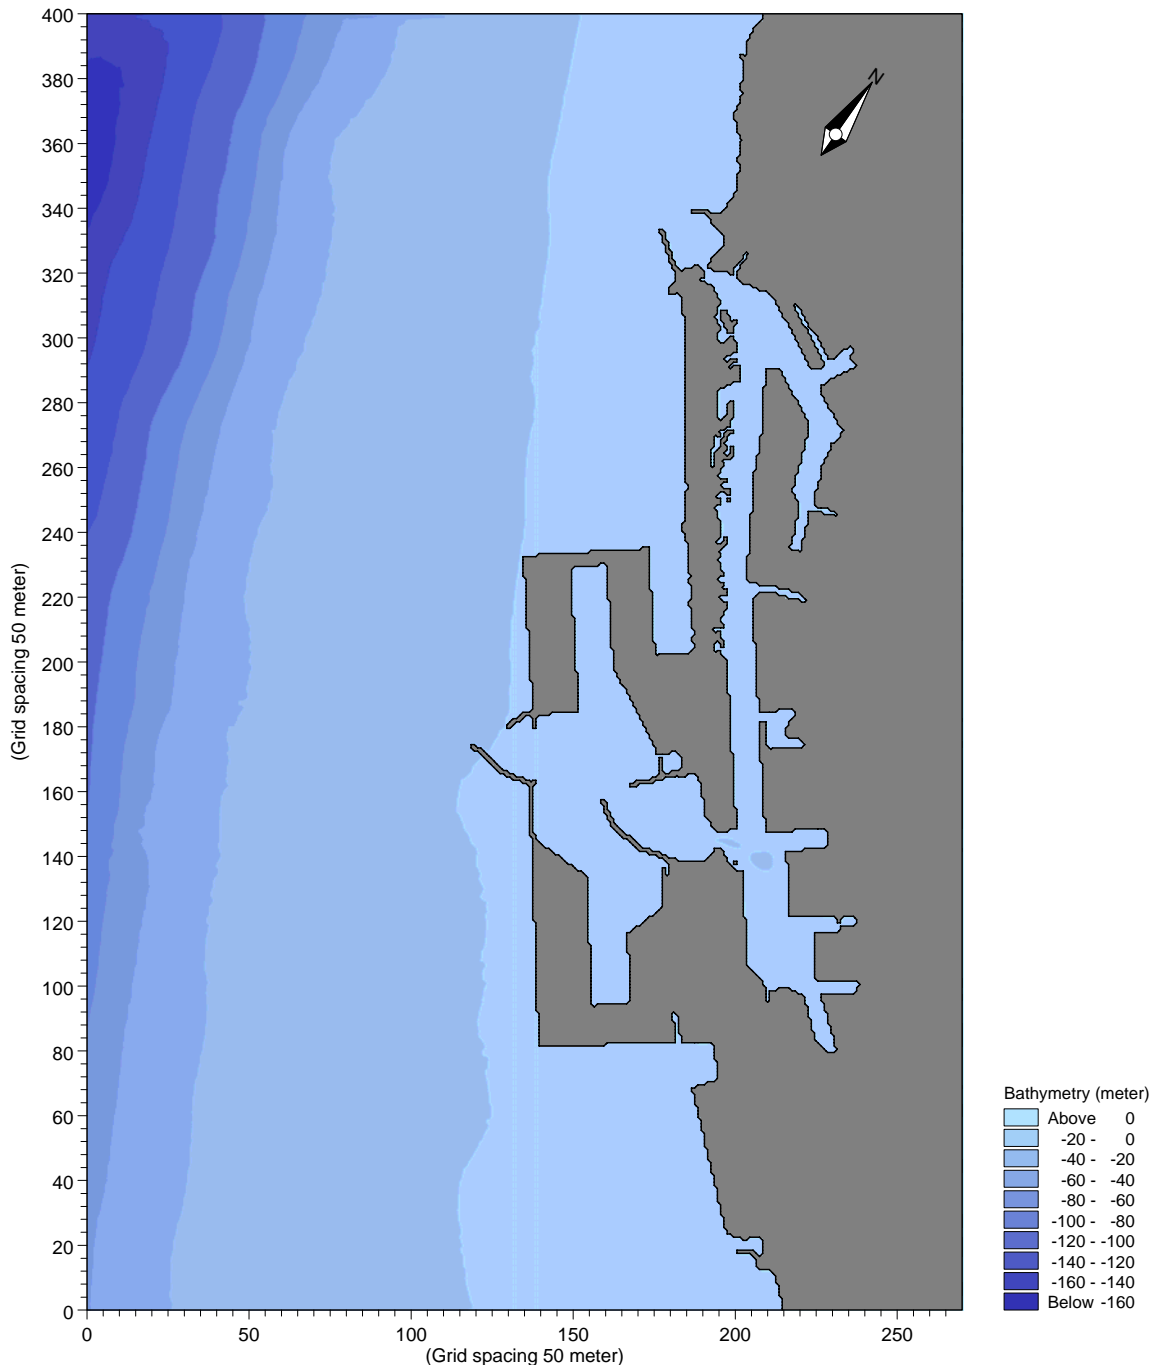 400
380
360
340
320
300
280
260
240
220
200
180
160
140
120
100
80
60
40
20
0
(Grid spacing 50 meter)
N
0 50 100 150 200 250
(Grid spacing 50 meter)
Bathymetry (meter)
Above 0
-20 - 0
-40 - -20
-60 - -40
-80 - -60
-100 - -80
-120 - -100
-140 - -120
-160 - -140
Below -160